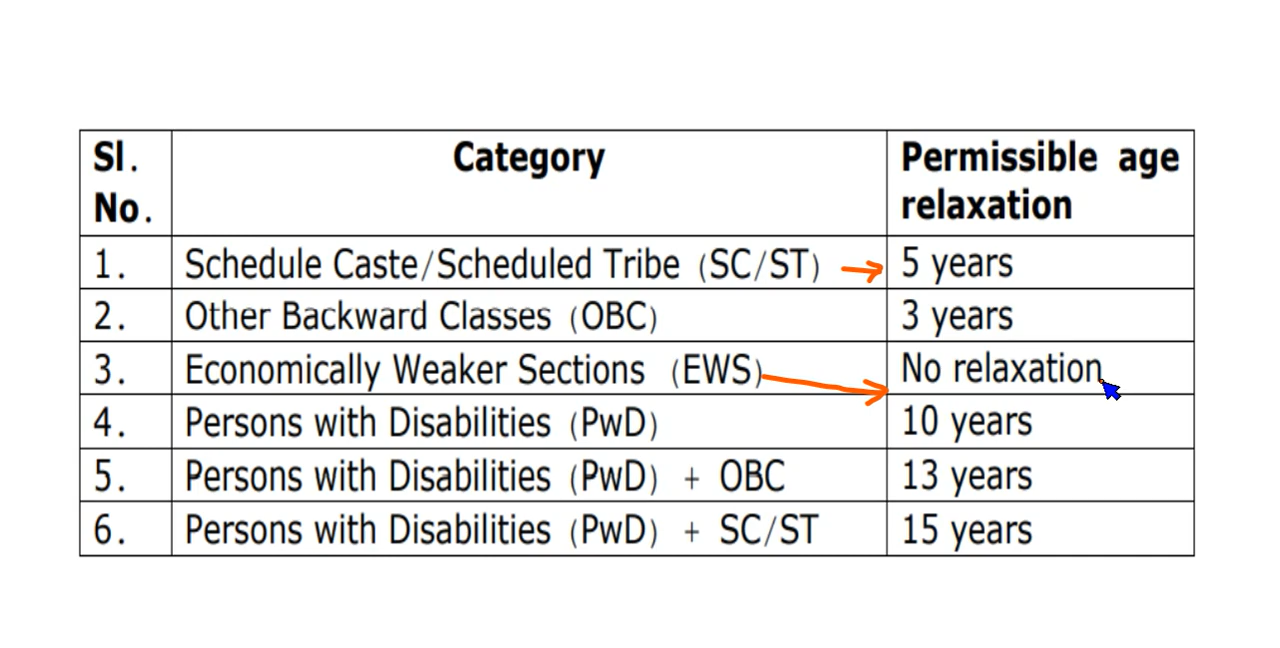 Sl. No. Category Permissible age relaxation
1. Schedule Caste/Scheduled Tribe (SC/ST) 5 years
2. Other Backward Classes (OBC) 3 years
3. Economically Weaker Sections (EWS) No relaxation
4. Persons with Disabilities (PwD) 10 years
5. Persons with Disabilities (PwD) + OBC 13 years
6. Persons with Disabilities (PwD) + SC/ST 15 years